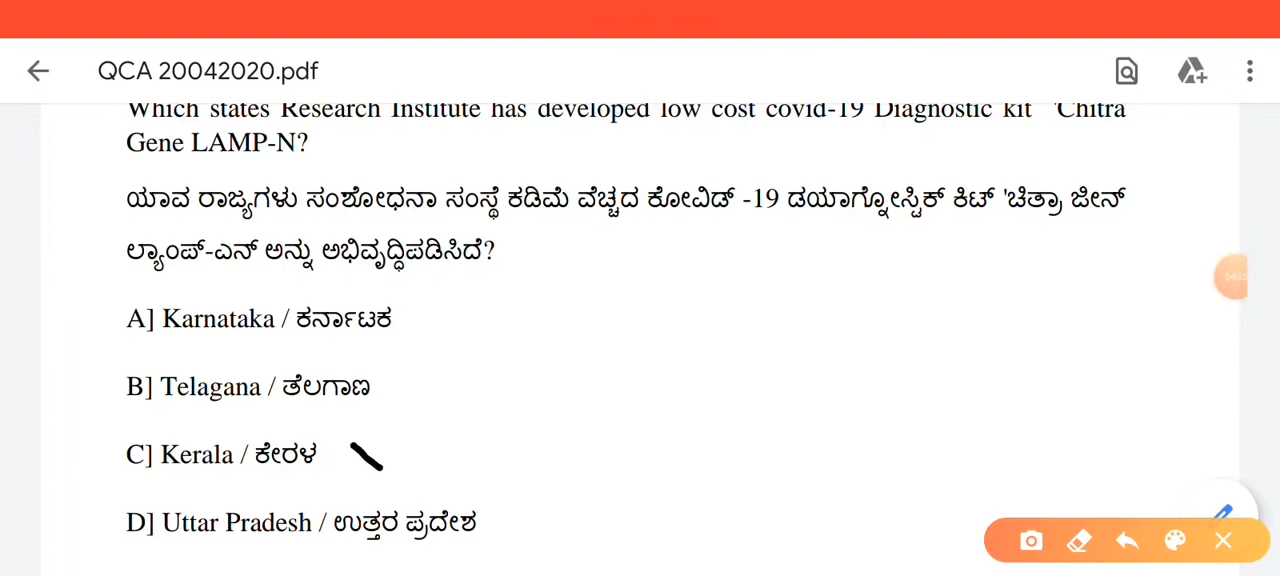 QCA 20042020.pdf
Which states Research Institute has developed low cost covid-19 Diagnostic kit 'Chitra
Gene LAMP-N?
ಯಾವ ರಾಜ್ಯಗಳು ಸಂಶೋಧನಾ ಸಂಸ್ಥೆ ಕಡಿಮೆ ವೆಚ್ಚದ ಕೋವಿಡ್ -19 ಡಯಾಗ್ನೋಸ್ಟಿಕ್ ಕಿಟ್ 'ಚಿತ್ರಾ ಜೀನ್
ಲ್ಯಾಂಪ್-ಎನ್ ಅನ್ನು ಅಭಿವೃದ್ಧಿಪಡಿಸಿದೆ?
A] Karnataka / ಕರ್ನಾಟಕ
B] Telagana / ತೆಲಗಾಣ
C] Kerala / ಕೇರಳ
D] Uttar Pradesh / ಉತ್ತರ ಪ್ರದೇಶ